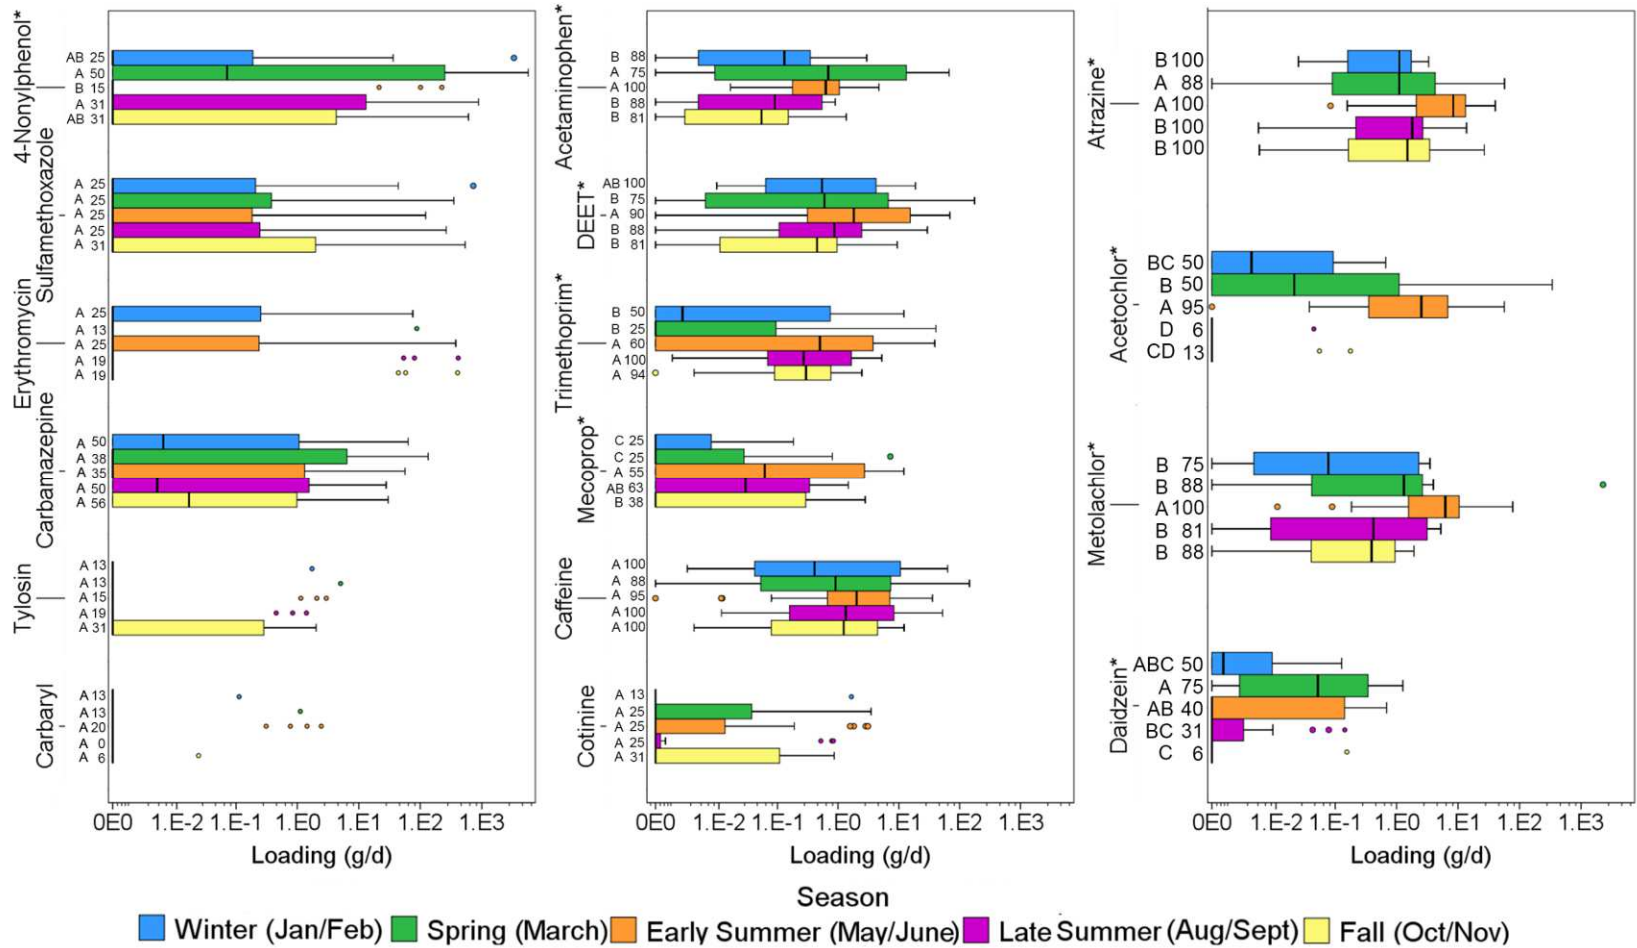 4-Nonylphenol*
AB 25
A 50
B 15
A 31
AB 31
Sulfamethoxazole
A 25
A 25
A 25
A 25
A 31
Erythromycin
A 25
A 13
A 25
A 19
A 19
Carbamazepine
A 50
A 38
A 35
A 50
A 56
Tylosin
A 13
A 13
A 15
A 19
A 31
Carbaryl
A 13
A 13
A 20
A 0
A 6
0E0 1.E-2 1.E-1 1.E0 1.E1 1.E2 1.E3
Loading (g/d)
Acetaminophen*
B 88
A 75
A 100
B 88
B 81
DEET*
AB 100
B 75
A 90
B 88
B 81
Trimethoprim*
B 50
B 25
A 60
A 100
A 94
Mecoprop*
C 25
C 25
A 55
AB 63
B 38
Caffeine
A 100
A 88
A 95
A 100
A 100
Cotinine
A 13
A 25
A 25
A 25
A 31
0E0 1.E-2 1.E-1 1.E0 1.E1 1.E2 1.E3
Loading (g/d)
Atrazine*
B 100
A 88
A 100
B 100
B 100
Acetochlor*
BC 50
B 50
A 95
D 6
CD 13
Metolachlor*
B 75
B 88
A 100
B 81
B 88
Daidzein*
ABC 50
A 75
AB 40
BC 31
C 6
0E0 1.E-2 1.E-1 1.E0 1.E1 1.E2 1.E3
Loading (g/d)
Season
Winter (Jan/Feb) Spring (March) Early Summer (May/June) Late Summer (Aug/Sept) Fall (Oct/Nov)